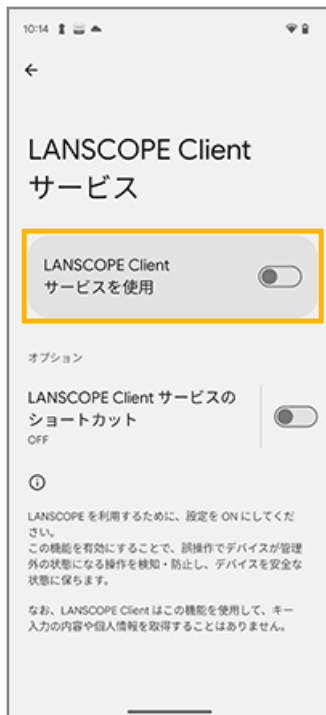 10:14
LANSCOPE Client
サービス
LANSCOPE Client
サービスを使用
オプション
LANSCOPE Client サービスの
ショートカット
OFF
LANSCOPE を利用するために、設定を ON にしてくだ
さい。
この機能を有効にすることで、誤操作でデバイスが管理
外の状態になる操作を検知・防止し、デバイスを安全な
状態に保ちます。
なお、LANSCOPE Client はこの機能を使用して、キー
入力の内容や個人情報を取得することはありません。